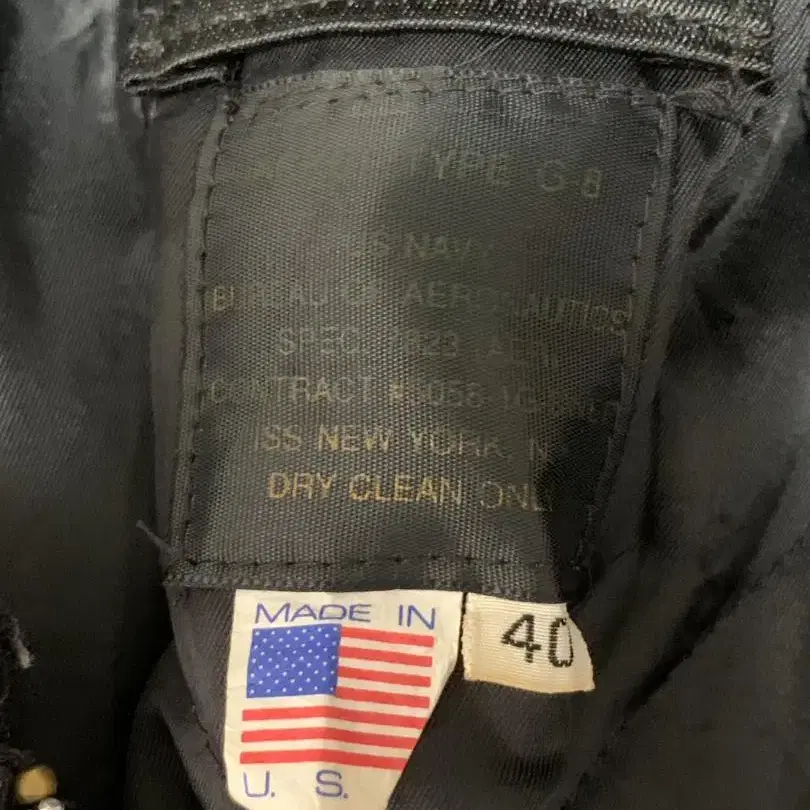 TYPE G-8
US NAVY
BUREAU OF AERONAUTICS
SPEC.
CONTRACT
NEW YORK, N
DRY CLEAN ONL
MADE IN
U. S.
40